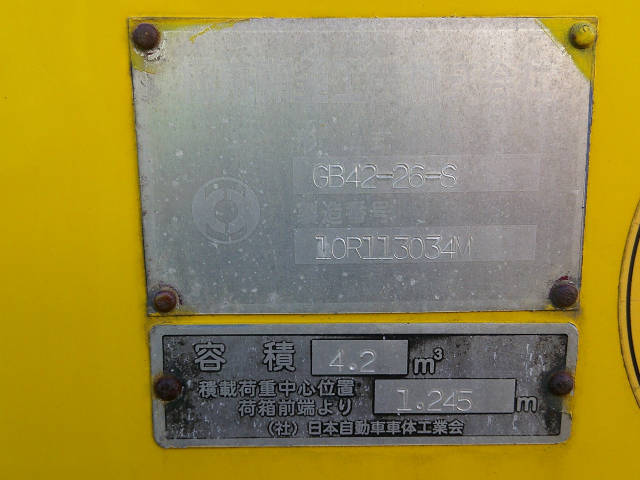 GB42-26-S
製造番号
10R113034M
容積 4.2 m³
積載荷重中心位置
荷箱前端より 1.245 m
(社)日本自動車車体工業会